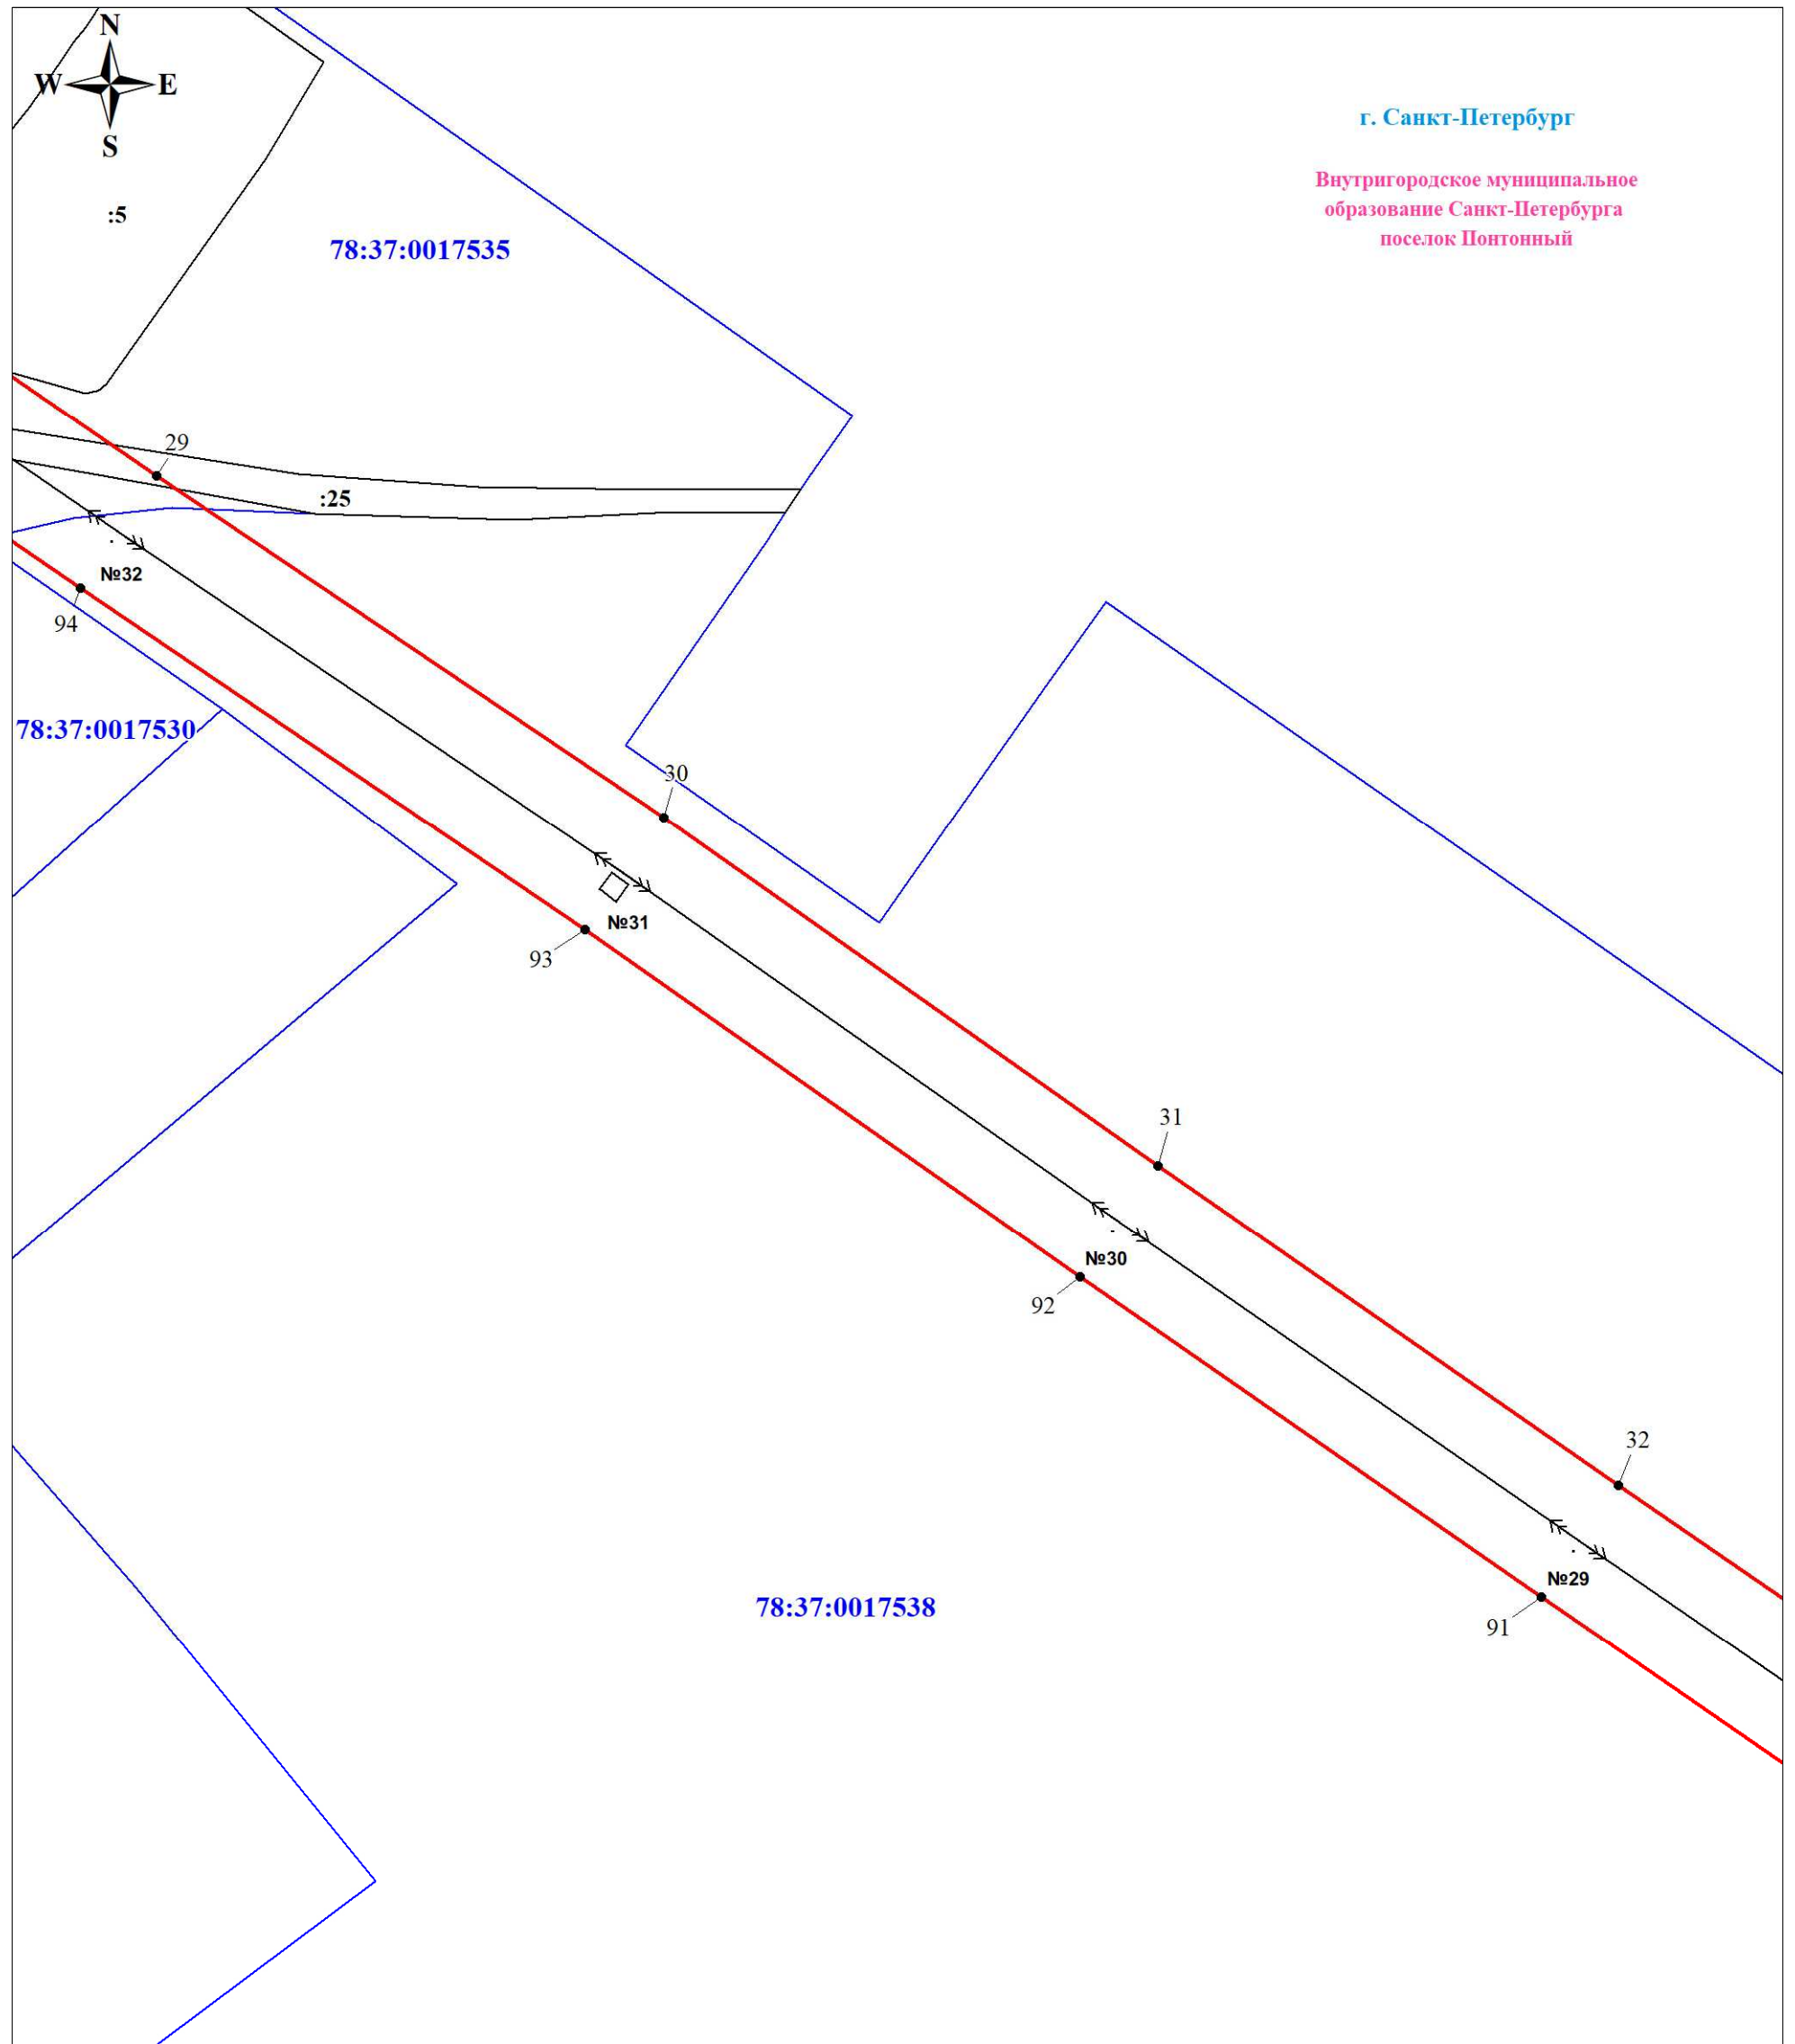 N
W E
S
г. Санкт-Петербург
Внутригородское муниципальное
образование Санкт-Петербурга
поселок Понтонный
:5
78:37:0017535
29
:25
№32
94
78:37:0017530
30
№31
93
31
№30
92
32
№29
91
78:37:0017538